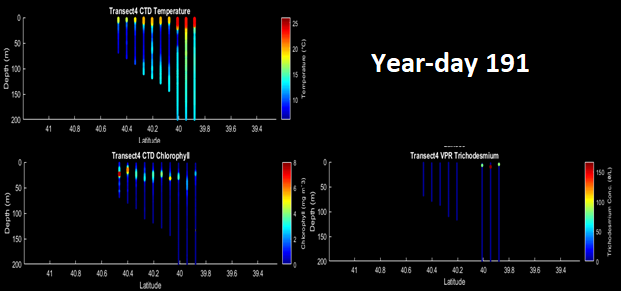 Transect4 CTD Temperature
0
50
100
150
200
Depth (m)
41 40.8 40.6 40.4 40.2 40 39.8 39.6 39.4
Latitude
25
20
15
10
Temperature (°C)
Year-day 191
Transect4 CTD Chlorophyll
0
50
100
150
200
Depth (m)
41 40.8 40.6 40.4 40.2 40 39.8 39.6 39.4
Latitude
8
6
4
2
0
Chlorophyll (mg m^3)
Transect4 VPR Trichodesmium
0
50
100
150
200
Depth (m)
41 40.8 40.6 40.4 40.2 40 39.8 39.6 39.4
Latitude
150
100
50
0
Trichodesmium Conc.